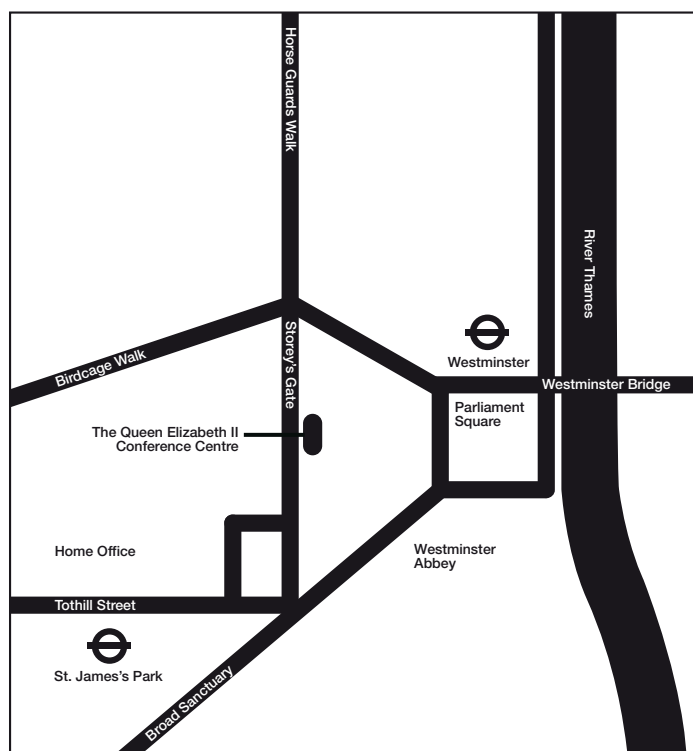 Horse Guards Walk
River Thames
Storey's Gate
Westminster
Birdcage Walk
Westminster Bridge
Parliament
Square
The Queen Elizabeth II
Conference Centre
Home Office
Westminster
Abbey
Tothill Street
St. James's Park
Broad Sanctuary